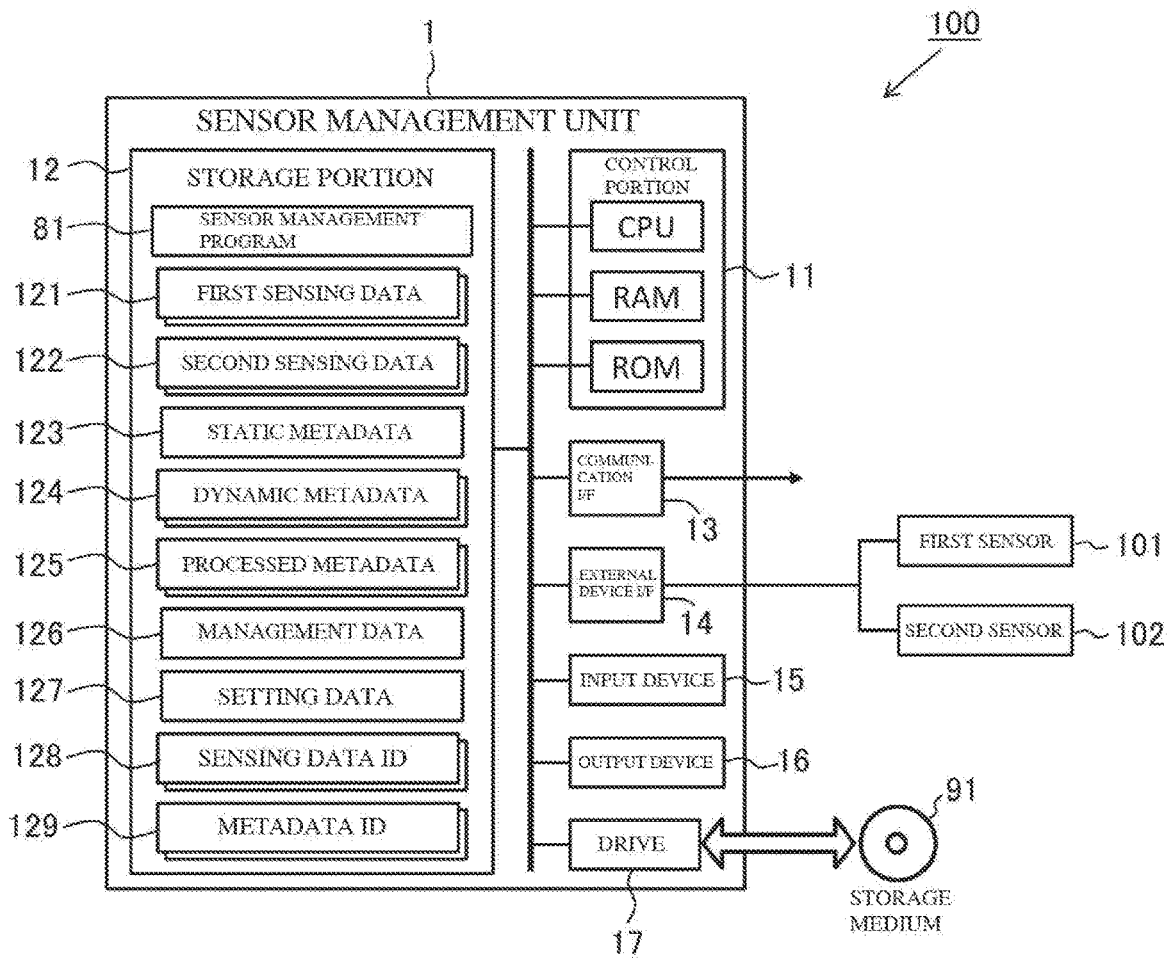 100
1
SENSOR MANAGEMENT UNIT
12
STORAGE PORTION
81
SENSOR MANAGEMENT
PROGRAM
121
FIRST SENSING DATA
122
SECOND SENSING DATA
123
STATIC METADATA
124
DYNAMIC METADATA
125
PROCESSED METADATA
126
MANAGEMENT DATA
127
SETTING DATA
128
SENSING DATA ID
129
METADATA ID
CONTROL
PORTION
CPU
RAM
ROM
11
COMMUNI-
CATION
I/F
13
EXTERNAL
DEVICE I/F
14
FIRST SENSOR
101
SECOND SENSOR
102
INPUT DEVICE
15
OUTPUT DEVICE
16
DRIVE
17
91
STORAGE
MEDIUM